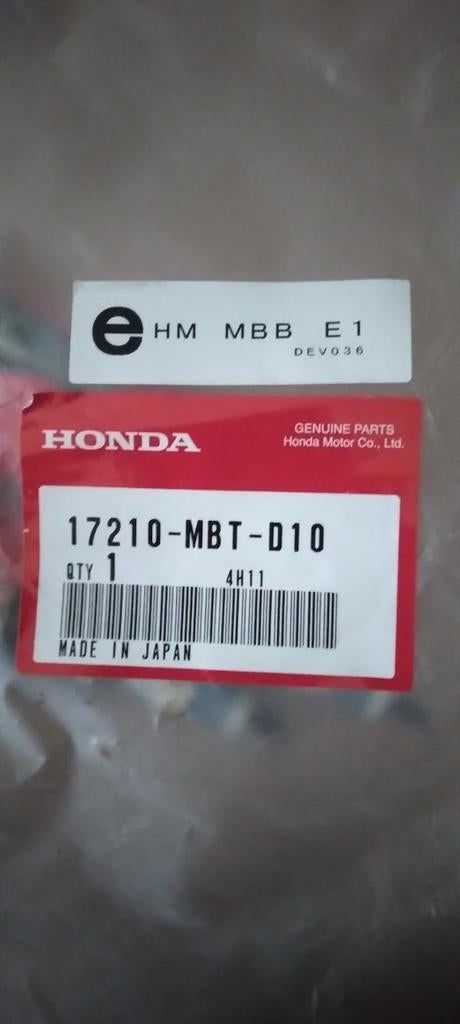 e HM MBB E1
DEV036
HONDA
GENUINE PARTS
Honda Motor Co., Ltd.
17210-MBT-D10
QTY 1 4H11
MADE IN JAPAN